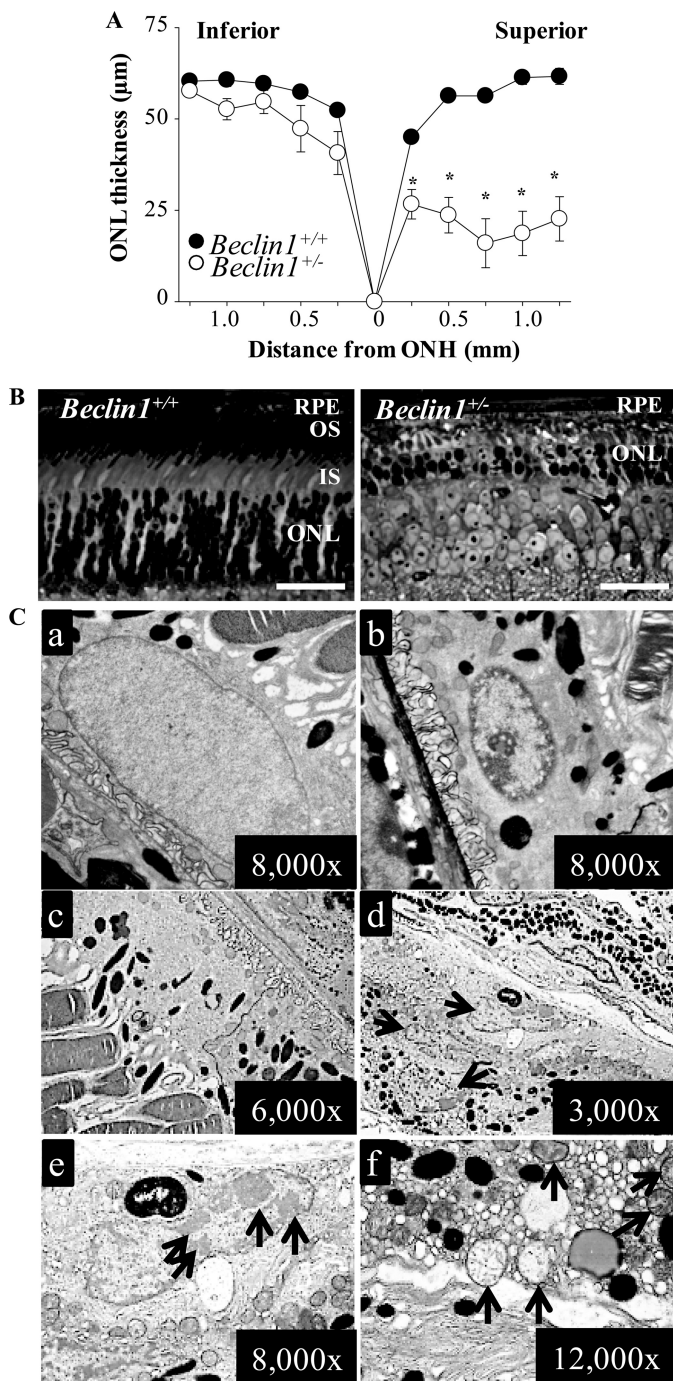 A
Inferior
Superior
75
50
25
0
ONL thickness (µm)
* * * * *
Beclin1+/+
Beclin1+/-
1.0 0.5 0 0.5 1.0
Distance from ONH (mm)
B
Beclin1+/+
RPE
OS
IS
ONL
Beclin1+/-
RPE
ONL
C
a
8,000x
b
8,000x
c
6,000x
d
3,000x
e
8,000x
f
12,000x